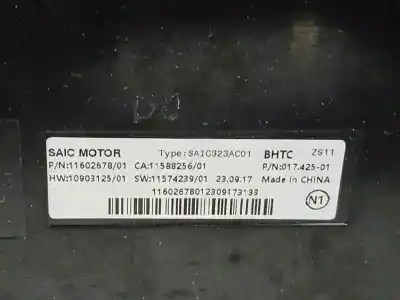 SAIC MOTOR Type:SAIC323AC01 BHTC ZS11
P/N:11602678/01 CA:11588256/01 P/N:017.425-01
HW:10903125/01 SW:11574239/01 23.09.17 Made in CHINA
11602678012309173133 N1